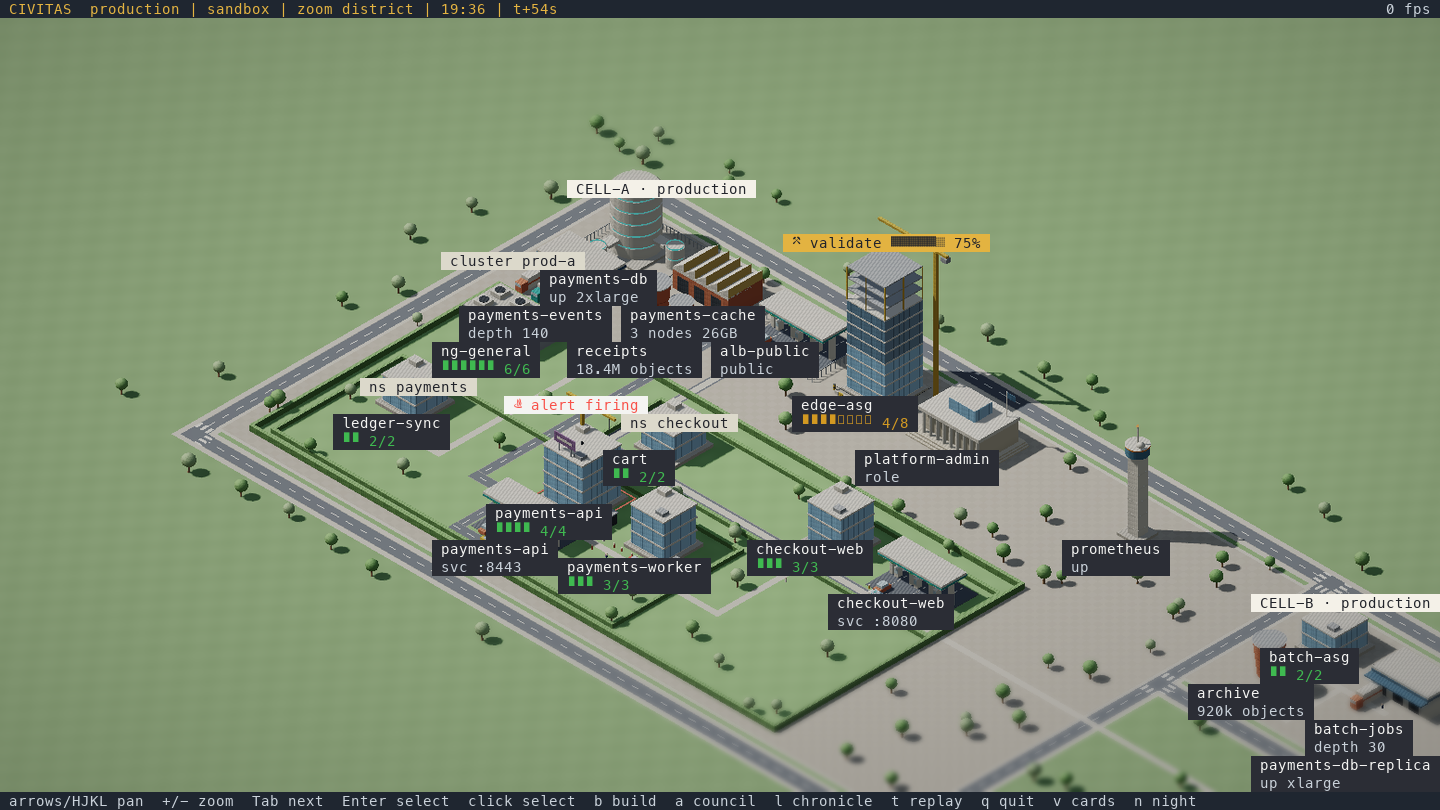 CIVITAS production | sandbox | zoom district | 19:36 | t+54s
0 fps
CELL-A · production
validate 75%
cluster prod-a
payments-db
up 2xlarge
payments-events
depth 140
payments-cache
3 nodes 26GB
ng-general
6/6
receipts
18.4M objects
alb-public
public
ns payments
alert firing
edge-asg
4/8
ledger-sync
2/2
ns checkout
cart
2/2
platform-admin
role
payments-api
4/4
payments-api
svc :8443
payments-worker
3/3
checkout-web
3/3
prometheus
up
checkout-web
svc :8080
CELL-B · production
batch-asg
2/2
archive
920k objects
batch-jobs
depth 30
payments-db-replica
up xlarge
arrows/HJKL pan +/- zoom Tab next Enter select click select b build a council l chronicle t replay q quit v cards n night